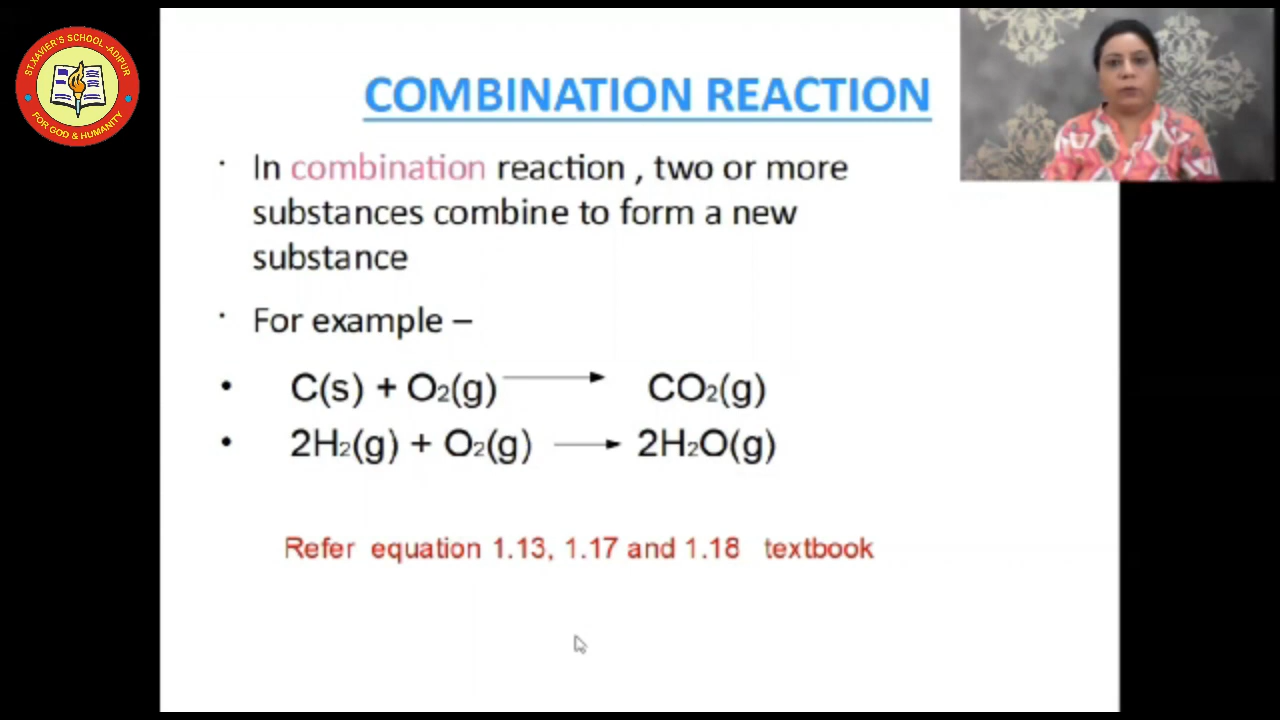 ST.XAVIER'S SCHOOL-ADIPUR
FOR GOD & HUMANITY
COMBINATION REACTION
· In combination reaction , two or more
substances combine to form a new
substance
· For example –
• C(s) + O2(g) ⟶ CO2(g)
• 2H2(g) + O2(g) ⟶ 2H2O(g)
Refer equation 1.13, 1.17 and 1.18 textbook